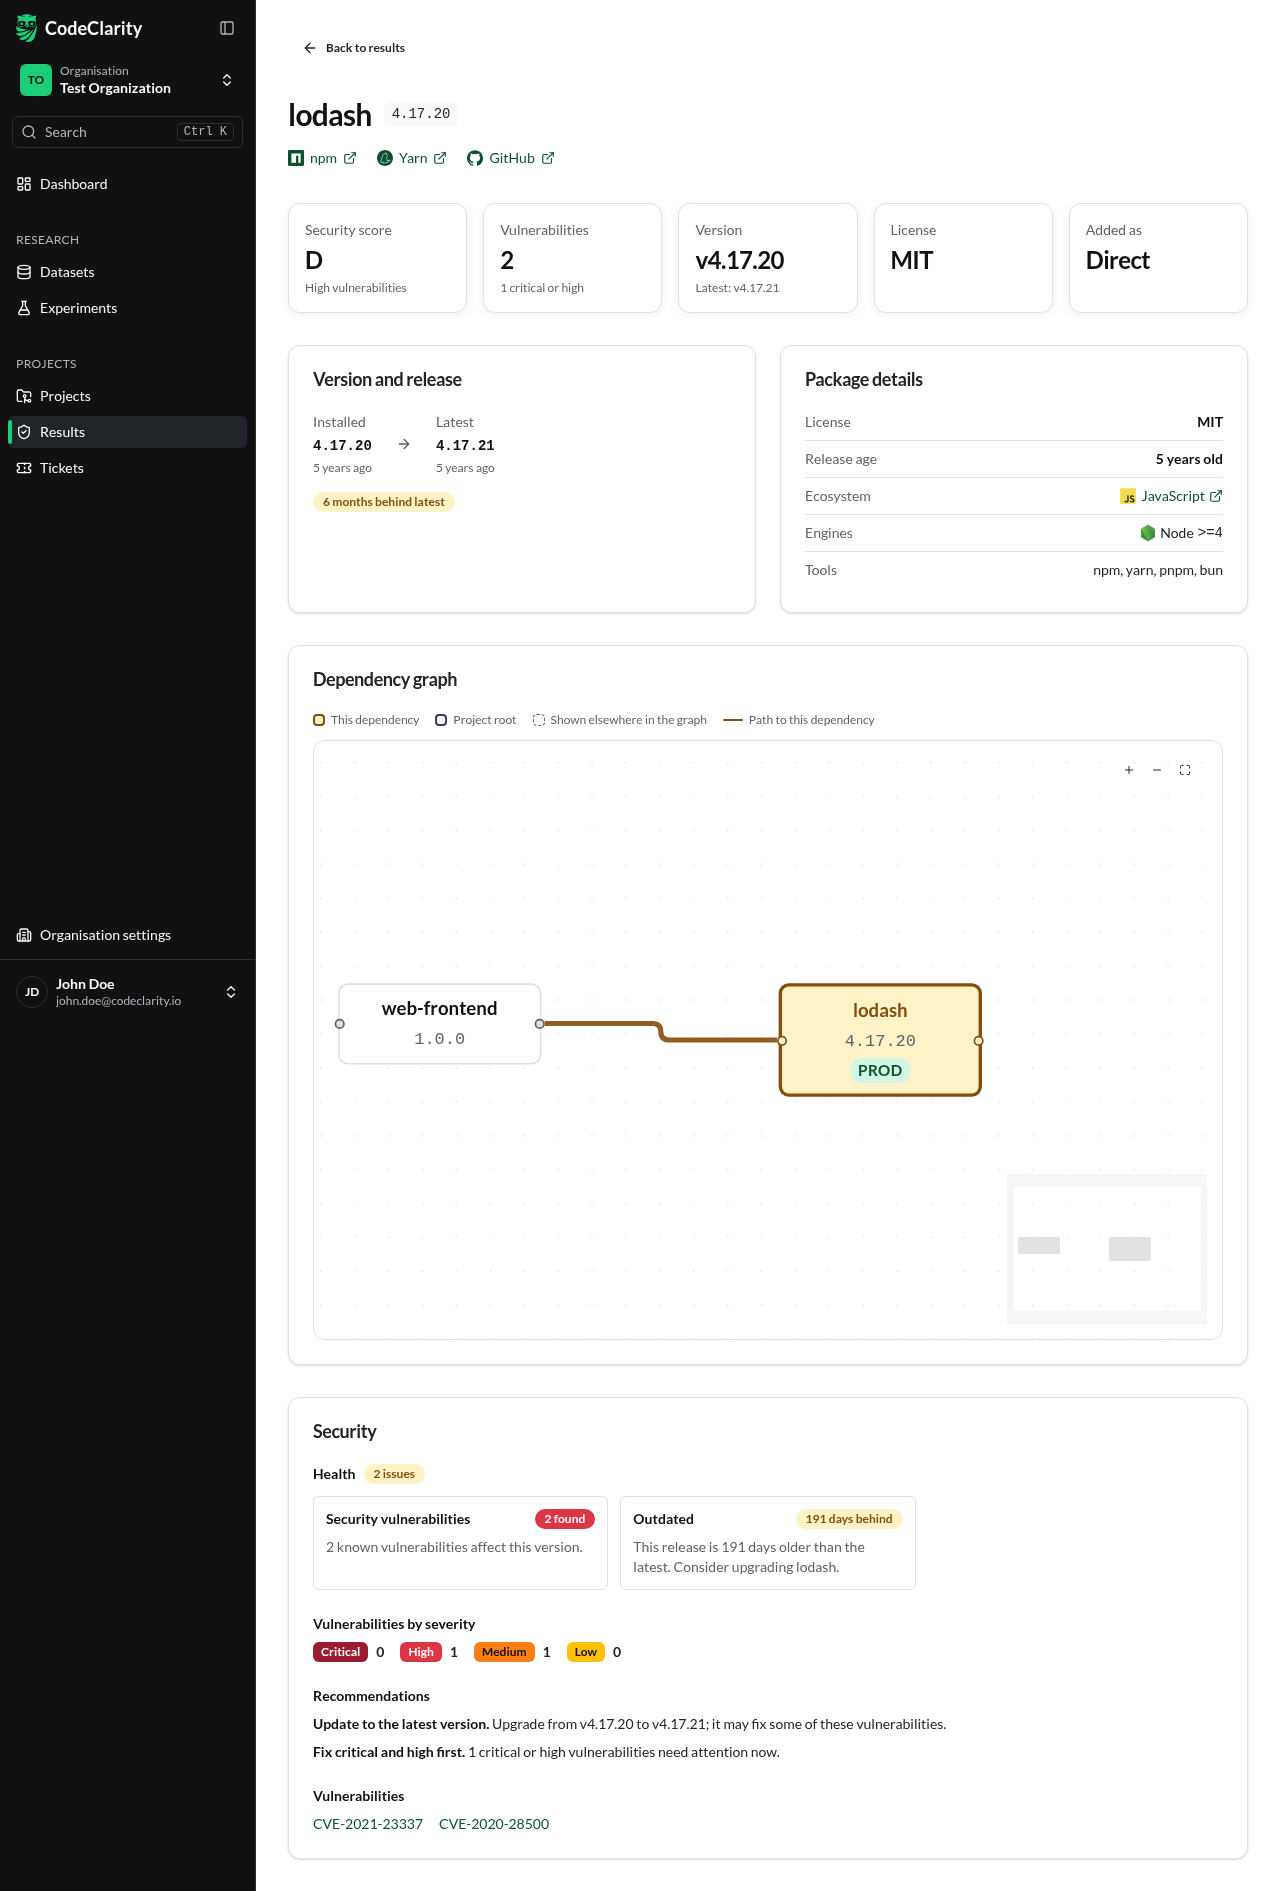 CodeClarity
TO
Organisation
Test Organization
Search
Ctrl K
Dashboard
RESEARCH
Datasets
Experiments
PROJECTS
Projects
Results
Tickets
Organisation settings
JD
John Doe
john.doe@codeclarity.io
Back to results
lodash 4.17.20
npm Yarn GitHub
Security score
D
High vulnerabilities
Vulnerabilities
2
1 critical or high
Version
v4.17.20
Latest: v4.17.21
License
MIT
Added as
Direct
Version and release
Installed
4.17.20
5 years ago
Latest
4.17.21
5 years ago
6 months behind latest
Package details
License MIT
Release age 5 years old
Ecosystem JS JavaScript
Engines Node >=4
Tools npm, yarn, pnpm, bun
Dependency graph
This dependency Project root Shown elsewhere in the graph Path to this dependency
web-frontend
1.0.0
lodash
4.17.20
PROD
Security
Health 2 issues
Security vulnerabilities 2 found
2 known vulnerabilities affect this version.
Outdated 191 days behind
This release is 191 days older than the
latest. Consider upgrading lodash.
Vulnerabilities by severity
Critical 0 High 1 Medium 1 Low 0
Recommendations
Update to the latest version. Upgrade from v4.17.20 to v4.17.21; it may fix some of these vulnerabilities.
Fix critical and high first. 1 critical or high vulnerabilities need attention now.
Vulnerabilities
CVE-2021-23337 CVE-2020-28500